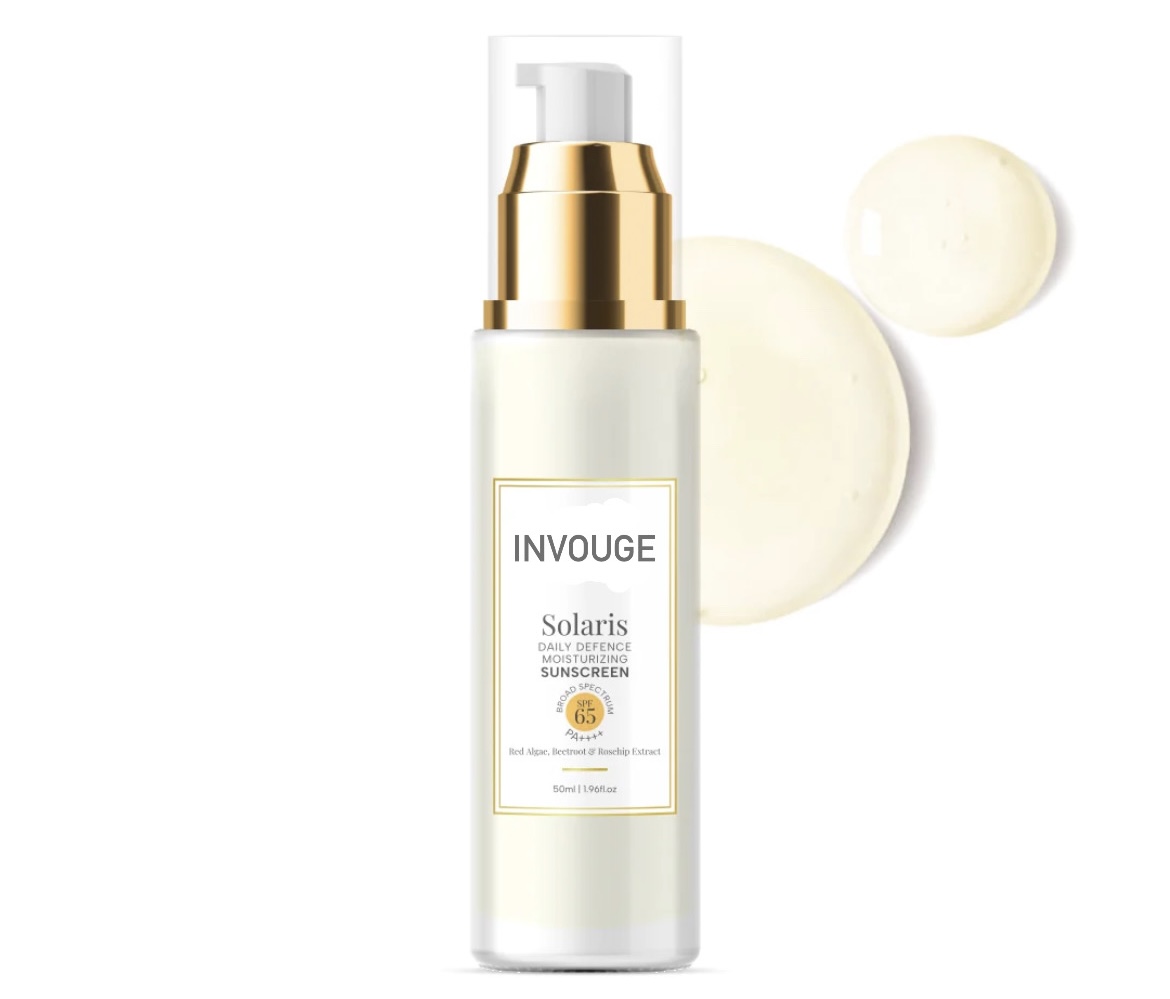 INVOUGE
Solaris
DAILY DEFENCE
MOISTURIZING
SUNSCREEN
BROAD SPECTRUM
SPF
65
PA++++
Red Algae, Beetroot & Rosehip Extract
50ml | 1.96fl.oz